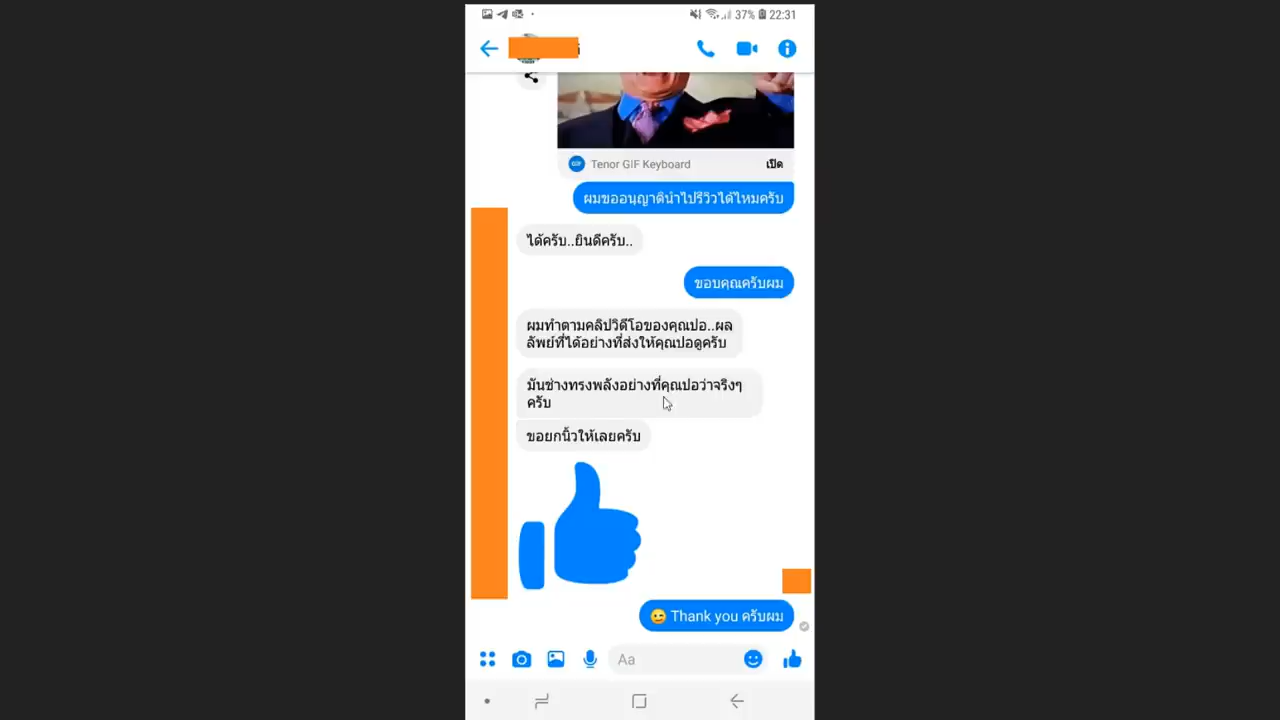 37% 22:31
GIF Tenor GIF Keyboard เปิด
ผมขออนุญาตินำไปรีวิวได้ไหมครับ
ได้ครับ..ยินดีครับ..
ขอบคุณครับผม
ผมทำตามคลิปวิดีโอของคุณปอ..ผล
ลัพย์ที่ได้อย่างที่ส่งให้คุณปอดูครับ
มันช่างทรงพลังอย่างที่คุณปอว่าจริงๆ
ครับ
ขอยกนิ้วให้เลยครับ
Thank you ครับผม
Aa